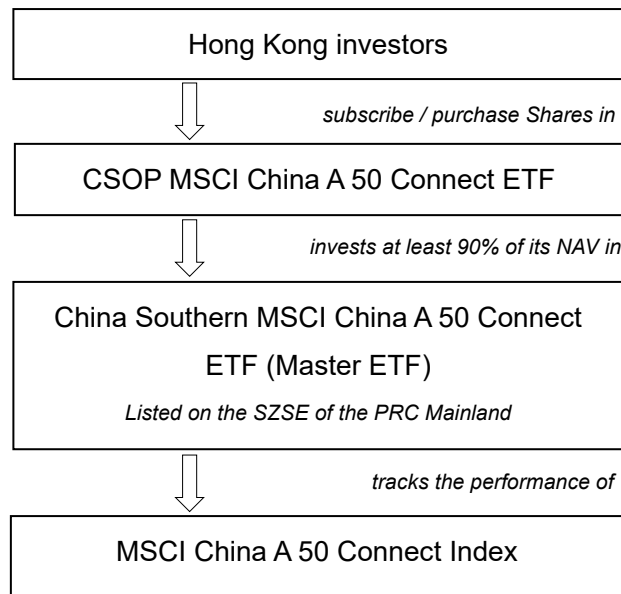 Hong Kong investors
subscribe / purchase Shares in
CSOP MSCI China A 50 Connect ETF
invests at least 90% of its NAV in
China Southern MSCI China A 50 Connect
ETF (Master ETF)
Listed on the SZSE of the PRC Mainland
tracks the performance of
MSCI China A 50 Connect Index